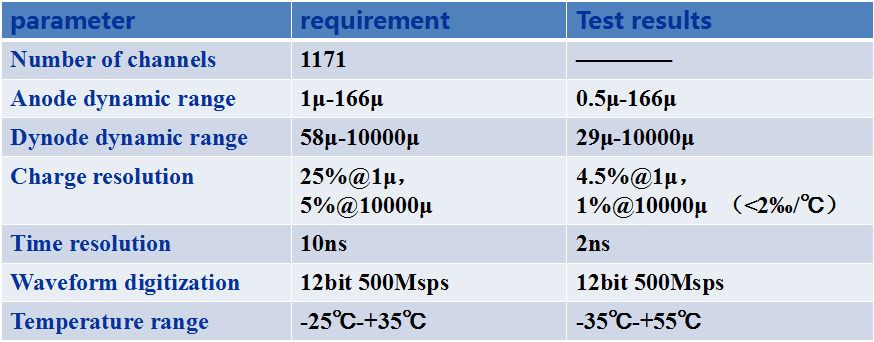 parameter requirement Test results
Number of channels 1171 ————
Anode dynamic range 1μ-166μ 0.5μ-166μ
Dynode dynamic range 58μ-10000μ 29μ-10000μ
Charge resolution 25%@1μ， 4.5%@1μ，
5%@10000μ 1%@10000μ （<2‰/℃）
Time resolution 10ns 2ns
Waveform digitization 12bit 500Msps 12bit 500Msps
Temperature range -25℃-+35℃ -35℃-+55℃